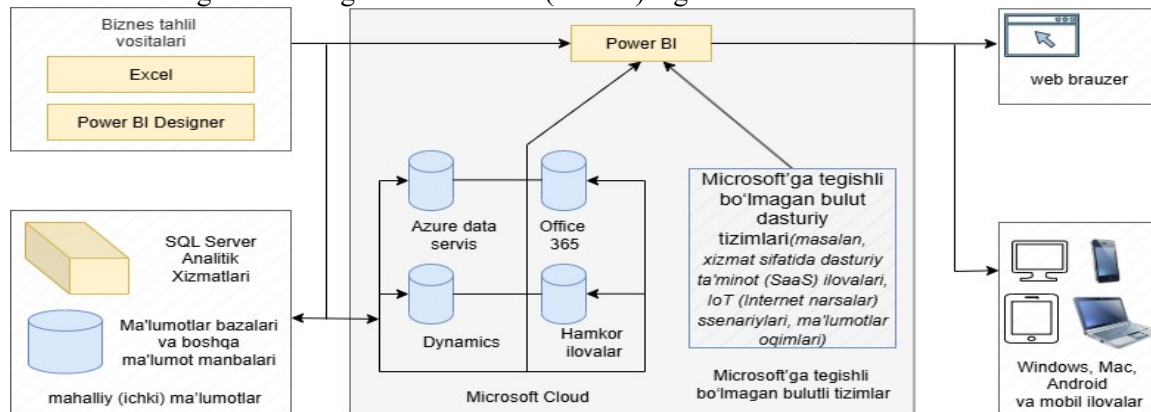 Biznes tahlil
vositalari
Excel
Power BI Designer
SQL Server
Analitik
Xizmatlari
Ma'lumotlar bazalari
va boshqa
ma'lumot manbalari
mahalliy (ichki) ma'lumotlar
Power BI
Azure data
servis
Office
365
Dynamics
Hamkor
ilovalar
Microsoft Cloud
Microsoft'ga tegishli
bo'lmagan bulut
dasturiy
tizimlari(masalan,
xizmat sifatida dasturiy
ta'minot (SaaS) ilovalari,
IoT (Internet narsalar)
ssenariylari, ma'lumotlar
oqimlari)
Microsoft'ga tegishli
bo'lmagan bulutli tizimlar
web brauzer
Windows, Mac,
Android
va mobil ilovalar